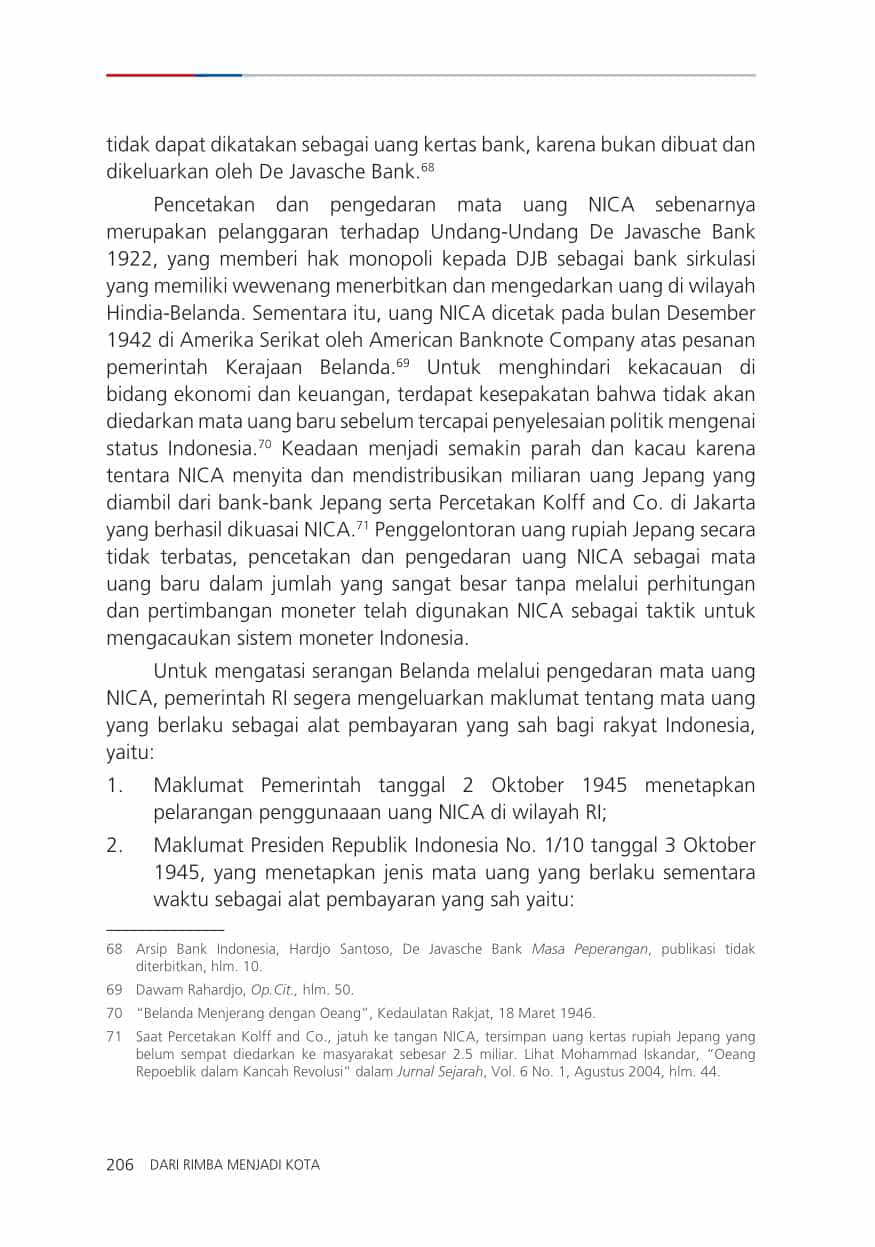 tidak dapat dikatakan sebagai uang kertas bank, karena bukan dibuat dan
dikeluarkan oleh De Javasche Bank.68
Pencetakan dan pengedaran mata uang NICA sebenarnya
merupakan pelanggaran terhadap Undang-Undang De Javasche Bank
1922, yang memberi hak monopoli kepada DJB sebagai bank sirkulasi
yang memiliki wewenang menerbitkan dan mengedarkan uang di wilayah
Hindia-Belanda. Sementara itu, uang NICA dicetak pada bulan Desember
1942 di Amerika Serikat oleh American Banknote Company atas pesanan
pemerintah Kerajaan Belanda.69 Untuk menghindari kekacauan di
bidang ekonomi dan keuangan, terdapat kesepakatan bahwa tidak akan
diedarkan mata uang baru sebelum tercapai penyelesaian politik mengenai
status Indonesia.70 Keadaan menjadi semakin parah dan kacau karena
tentara NICA menyita dan mendistribusikan miliaran uang Jepang yang
diambil dari bank-bank Jepang serta Percetakan Kolff and Co. di Jakarta
yang berhasil dikuasai NICA.71 Penggelontoran uang rupiah Jepang secara
tidak terbatas, pencetakan dan pengedaran uang NICA sebagai mata
uang baru dalam jumlah yang sangat besar tanpa melalui perhitungan
dan pertimbangan moneter telah digunakan NICA sebagai taktik untuk
mengacaukan sistem moneter Indonesia.
Untuk mengatasi serangan Belanda melalui pengedaran mata uang
NICA, pemerintah RI segera mengeluarkan maklumat tentang mata uang
yang berlaku sebagai alat pembayaran yang sah bagi rakyat Indonesia,
yaitu:
1. Maklumat Pemerintah tanggal 2 Oktober 1945 menetapkan
pelarangan penggunaaan uang NICA di wilayah RI;
2. Maklumat Presiden Republik Indonesia No. 1/10 tanggal 3 Oktober
1945, yang menetapkan jenis mata uang yang berlaku sementara
waktu sebagai alat pembayaran yang sah yaitu:
68 Arsip Bank Indonesia, Hardjo Santoso, De Javasche Bank Masa Peperangan, publikasi tidak
diterbitkan, hlm. 10.
69 Dawam Rahardjo, Op.Cit., hlm. 50.
70 “Belanda Menjerang dengan Oeang”, Kedaulatan Rakjat, 18 Maret 1946.
71 Saat Percetakan Kolff and Co., jatuh ke tangan NICA, tersimpan uang kertas rupiah Jepang yang
belum sempat diedarkan ke masyarakat sebesar 2.5 miliar. Lihat Mohammad Iskandar, “Oeang
Repoeblik dalam Kancah Revolusi” dalam Jurnal Sejarah, Vol. 6 No. 1, Agustus 2004, hlm. 44.
206 DARI RIMBA MENJADI KOTA